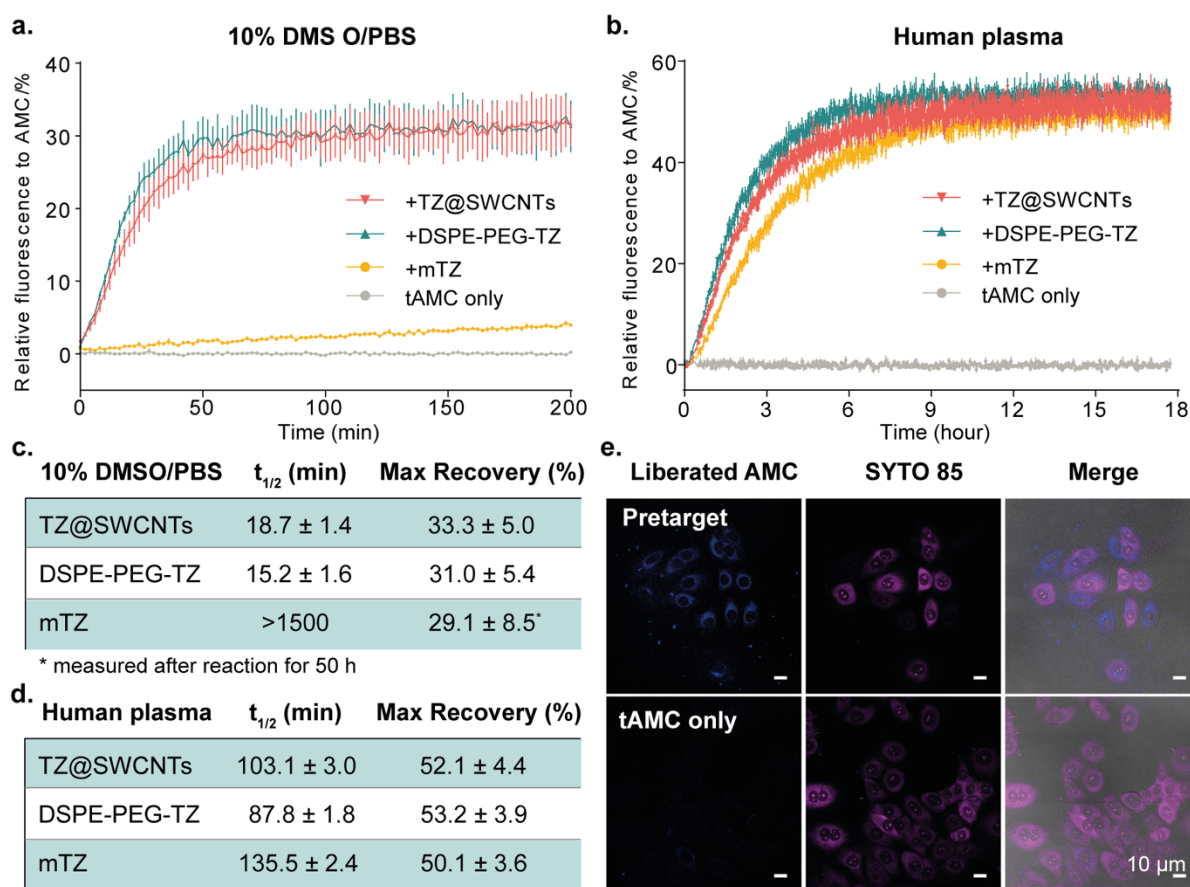 a.
10% DMS O/PBS
Relative fluorescence to AMC/%
40
30
20
10
0
+TZ@SWCNTs
+DSPE-PEG-TZ
+mTZ
tAMC only
0 50 100 150 200
Time (min)
b.
Human plasma
Relative fluorescence to AMC/%
60
40
20
0
+TZ@SWCNTs
+DSPE-PEG-TZ
+mTZ
tAMC only
0 3 6 9 12 15 18
Time (hour)
c.
10% DMSO/PBS t1/2 (min) Max Recovery (%)
TZ@SWCNTs 18.7 ± 1.4 33.3 ± 5.0
DSPE-PEG-TZ 15.2 ± 1.6 31.0 ± 5.4
mTZ >1500 29.1 ± 8.5*
* measured after reaction for 50 h
d.
Human plasma t1/2 (min) Max Recovery (%)
TZ@SWCNTs 103.1 ± 3.0 52.1 ± 4.4
DSPE-PEG-TZ 87.8 ± 1.8 53.2 ± 3.9
mTZ 135.5 ± 2.4 50.1 ± 3.6
e.
Liberated AMC SYTO 85 Merge
Pretarget
tAMC only
10 µm